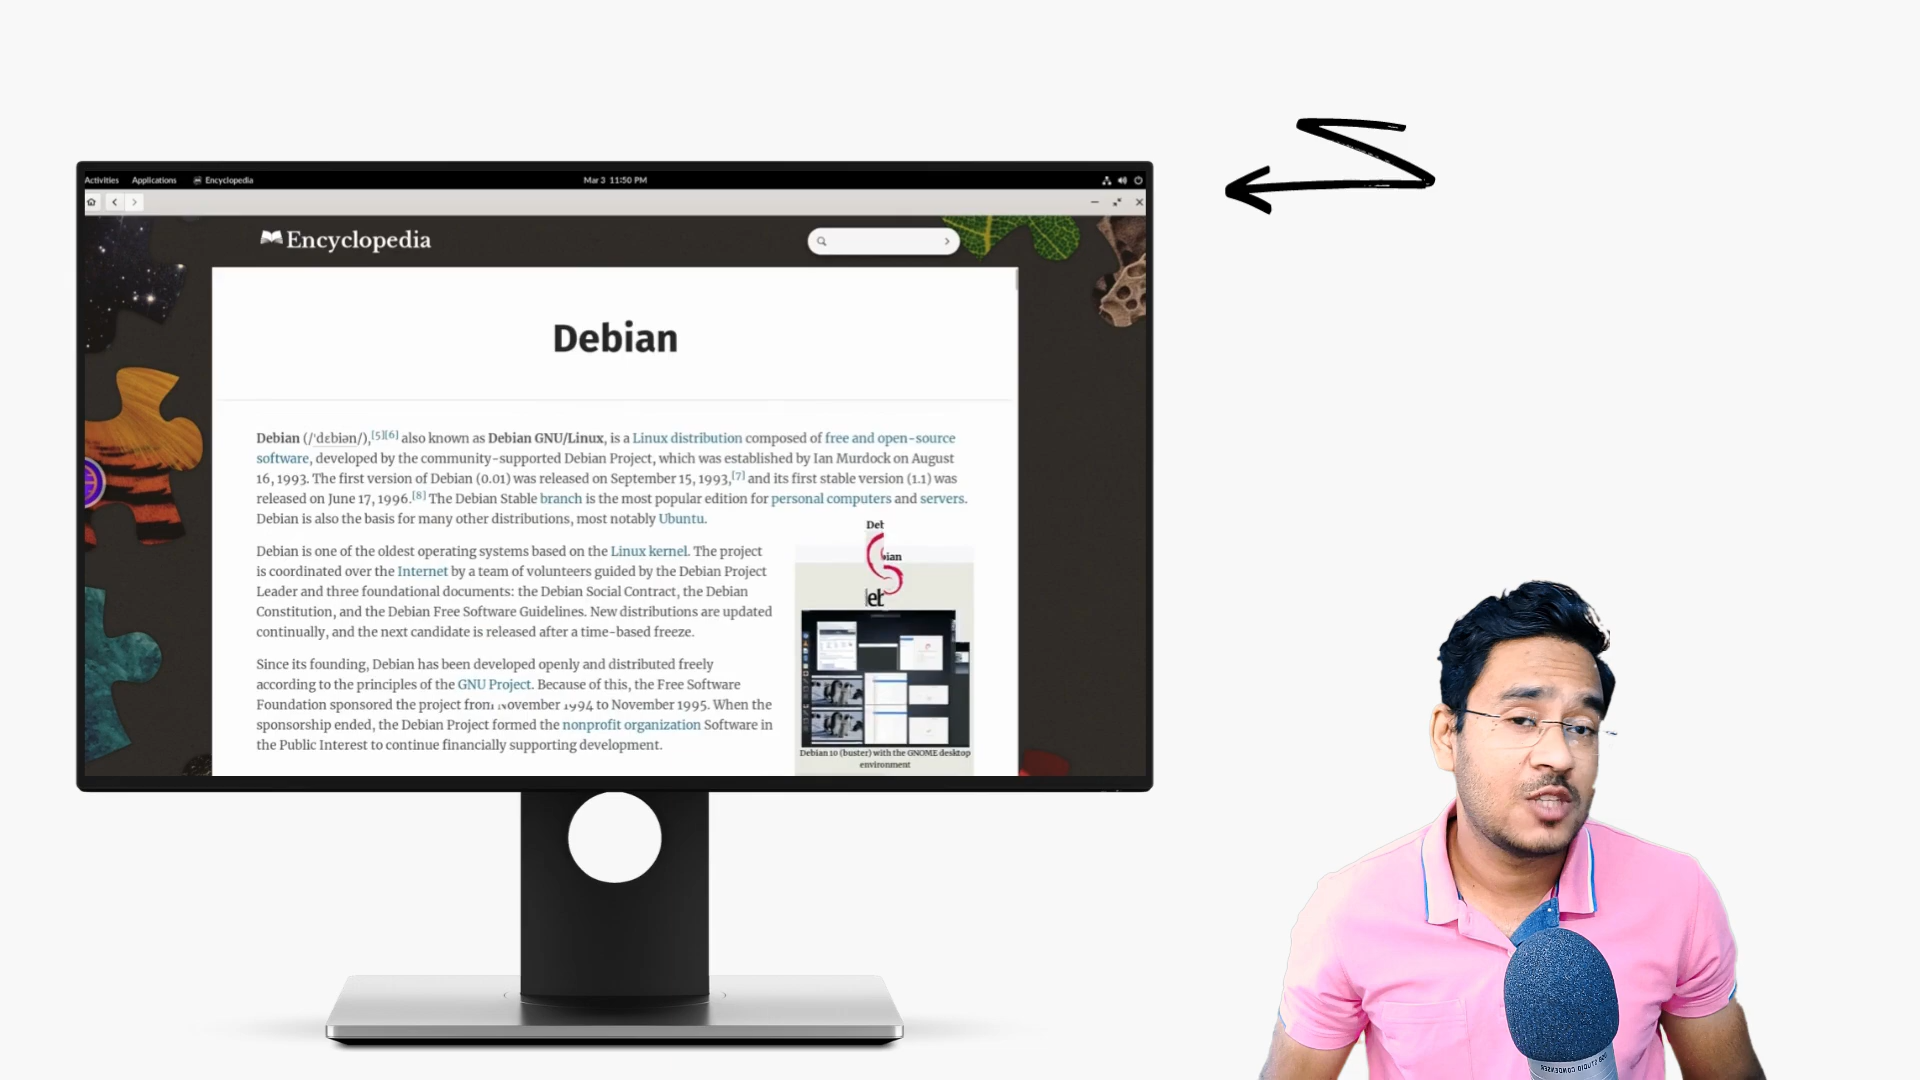 Activities Applications Encyclopedia Mar 3 11:50 PM
Encyclopedia
Debian
Debian (/ˈdɛbiən/),[5][6] also known as Debian GNU/Linux, is a Linux distribution composed of free and open-source
software, developed by the community-supported Debian Project, which was established by Ian Murdock on August
16, 1993. The first version of Debian (0.01) was released on September 15, 1993,[7] and its first stable version (1.1) was
released on June 17, 1996.[8] The Debian Stable branch is the most popular edition for personal computers and servers.
Debian is also the basis for many other distributions, most notably Ubuntu.
Debian is one of the oldest operating systems based on the Linux kernel. The project
is coordinated over the Internet by a team of volunteers guided by the Debian Project
Leader and three foundational documents: the Debian Social Contract, the Debian
Constitution, and the Debian Free Software Guidelines. New distributions are updated
continually, and the next candidate is released after a time-based freeze.
Since its founding, Debian has been developed openly and distributed freely
according to the principles of the GNU Project. Because of this, the Free Software
Foundation sponsored the project from November 1994 to November 1995. When the
sponsorship ended, the Debian Project formed the nonprofit organization Software in
the Public Interest to continue financially supporting development.
Deb
ian
eb
Debian 10 (buster) with the GNOME desktop
environment